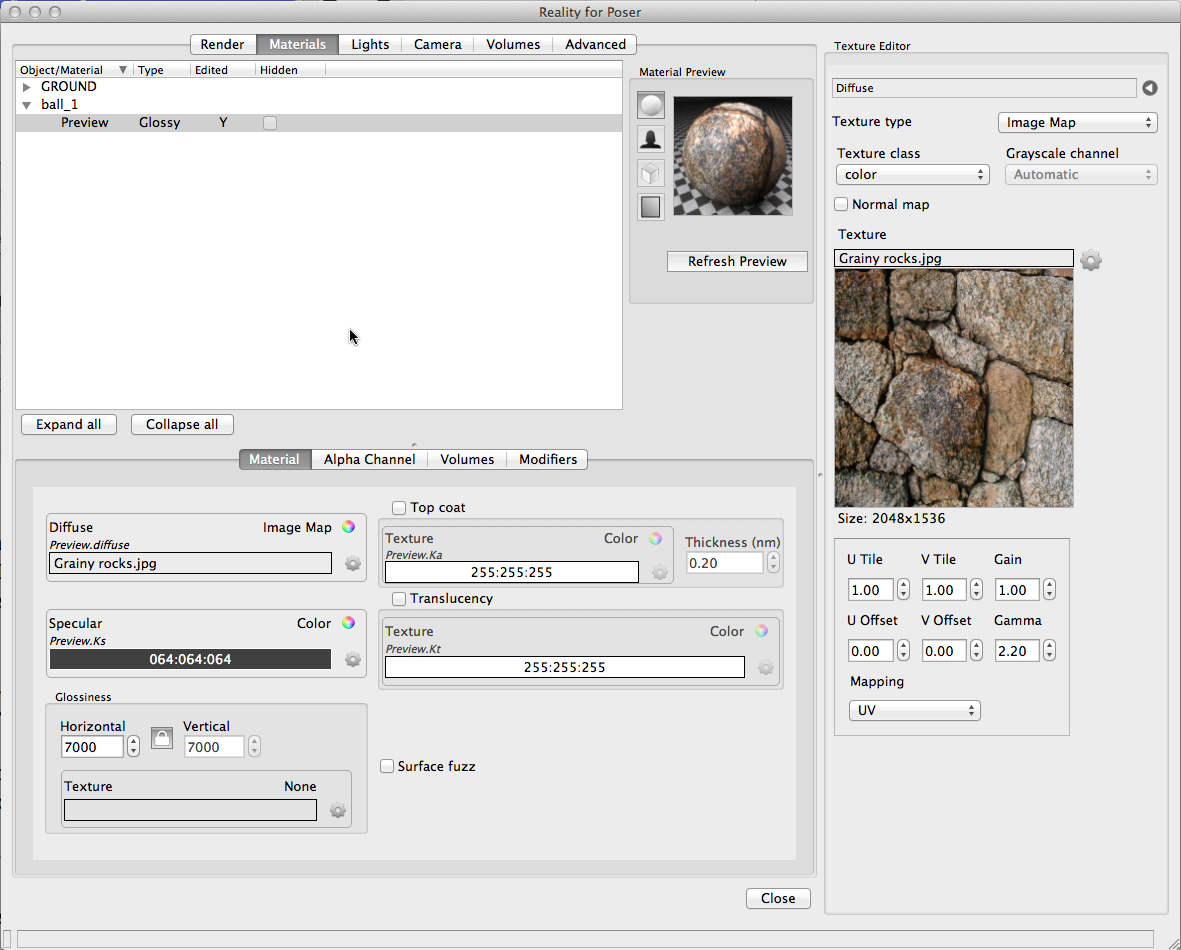 Reality for Poser
Render Materials Lights Camera Volumes Advanced
Object/Material Type Edited Hidden
GROUND
ball_1
Preview Glossy Y
Expand all Collapse all
Material Preview
Refresh Preview
Material Alpha Channel Volumes Modifiers
Diffuse Image Map
Preview.diffuse
Grainy rocks.jpg
Specular Color
Preview.Ks
064:064:064
Glossiness
Horizontal Vertical
7000 7000
Texture None
Top coat
Texture Color
Preview.Ka
255:255:255
Thickness (nm)
0.20
Translucency
Texture Color
Preview.Kt
255:255:255
Surface fuzz
Close
Texture Editor
Diffuse
Texture type Image Map
Texture class Grayscale channel
color Automatic
Normal map
Texture
Grainy rocks.jpg
Size: 2048x1536
U Tile V Tile Gain
1.00 1.00 1.00
U Offset V Offset Gamma
0.00 0.00 2.20
Mapping
UV